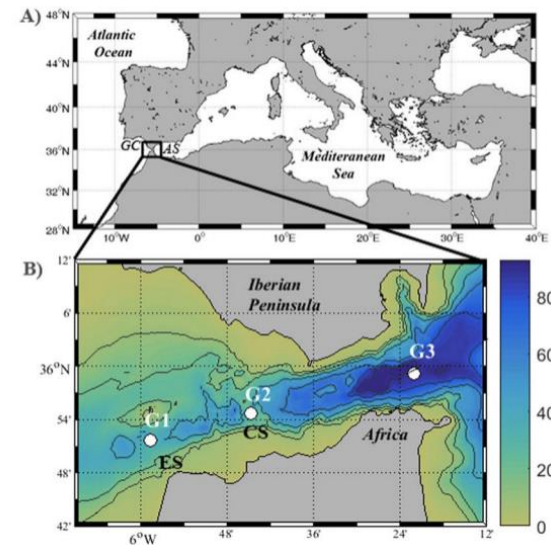 A)
48°N
44°N
40°N
36°N
32°N
28°N
Atlantic
Ocean
GC
AS
Mediteranean
Sea
10°W
0°
10°E
20°E
30°E
40°E
B)
12'
6'
36°N
54'
48'
42'
Iberian
Peninsula
G3
G2
G1
CS
ES
Africa
6°W
48'
36'
24'
12'
80
60
40
20
0